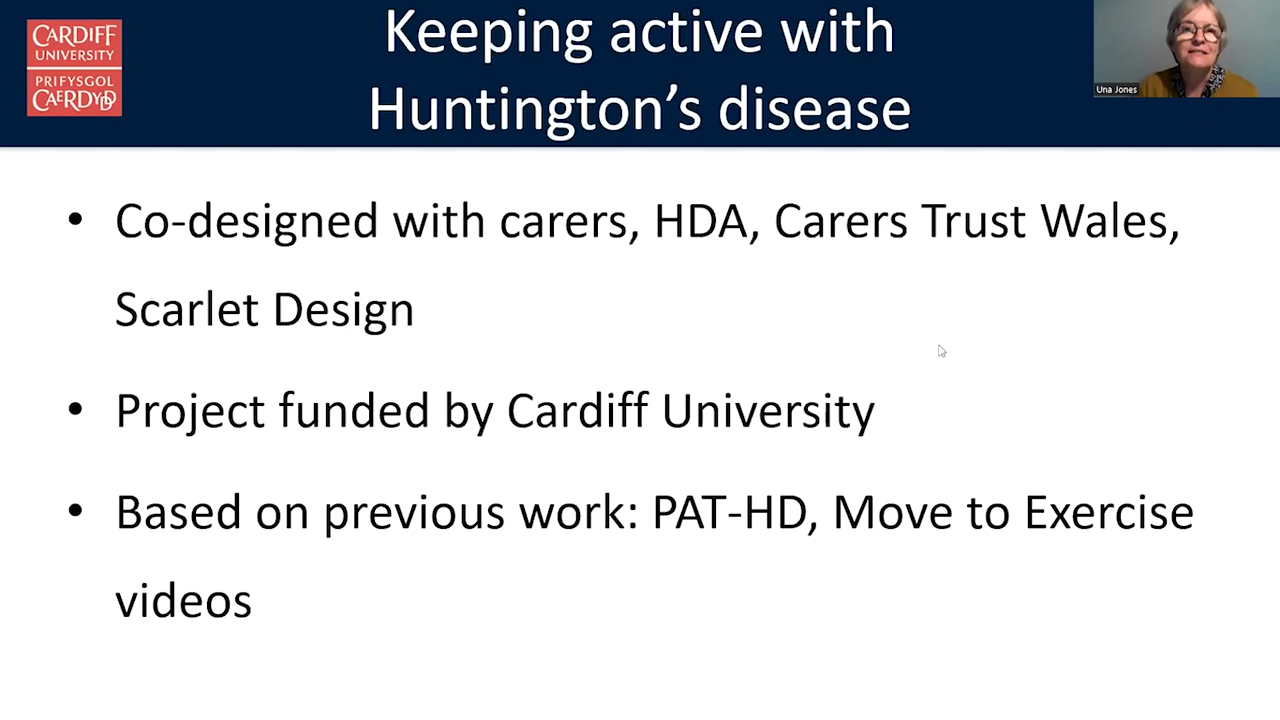 CARDIFF
UNIVERSITY
PRIFYSGOL
CAERDYDD
Keeping active with
Huntington’s disease
Una Jones
• Co-designed with carers, HDA, Carers Trust Wales,
Scarlet Design
• Project funded by Cardiff University
• Based on previous work: PAT-HD, Move to Exercise
videos